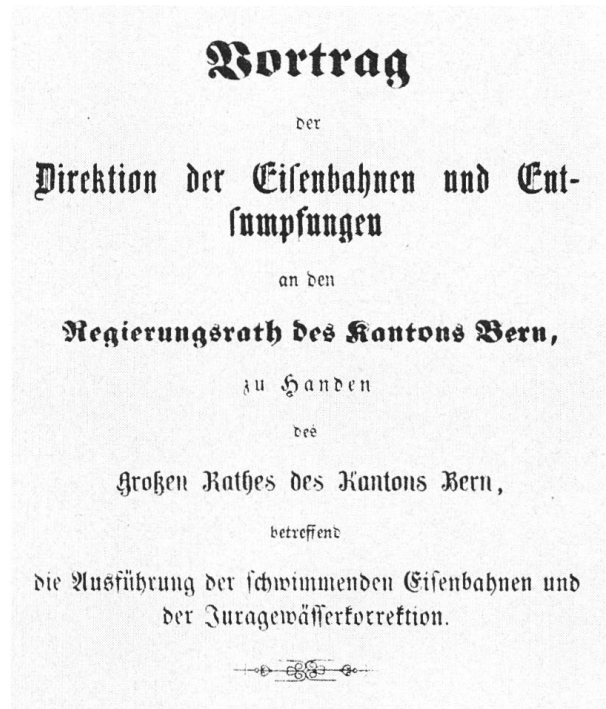 Vortrag
der
Direktion der Eisenbahnen und Ent-
sumpfungen
an den
Regierungsrath des Kantons Bern,
zu Handen
des
Großen Rathes des Kantons Bern,
betreffend
die Ausführung der schwimmenden Eisenbahnen und
der Juragewässerkorrektion.